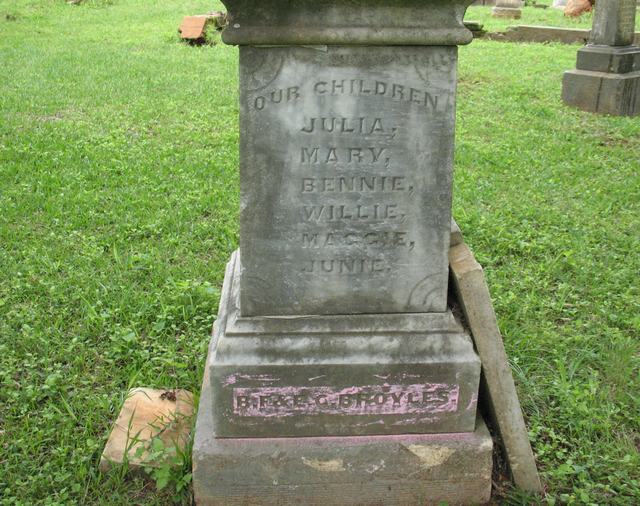 OUR CHILDREN
JULIA,
MARY,
BENNIE,
WILLIE,
MAGGIE,
JUNIE.
B.F.&E.G.BROYLES.